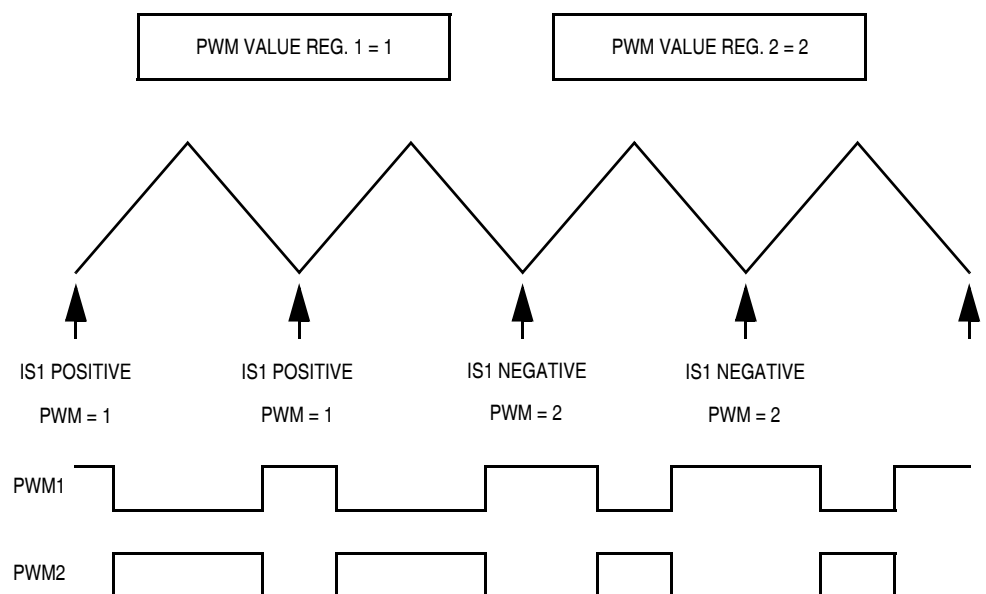 PWM VALUE REG. 1 = 1
PWM VALUE REG. 2 = 2
IS1 POSITIVE
IS1 POSITIVE
IS1 NEGATIVE
IS1 NEGATIVE
PWM = 1
PWM = 1
PWM = 2
PWM = 2
PWM1
PWM2